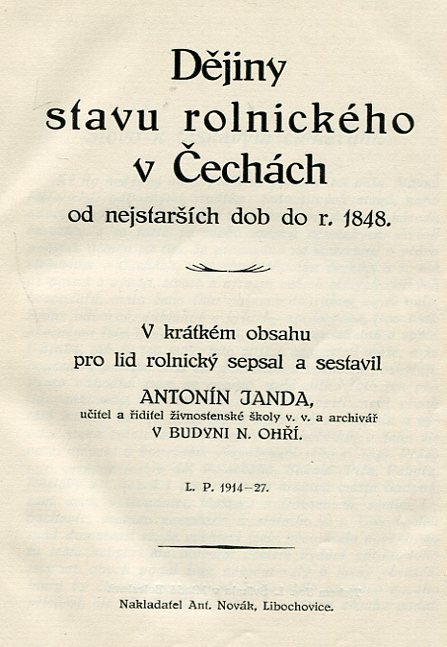 Dějiny
stavu rolnického
v Čechách
od nejstarších dob do r. 1848.
V krátkém obsahu
pro lid rolnický sepsal a sestavil
ANTONÍN JANDA,
učitel a řiditel živnostenské školy v. v. a archivář
V BUDYNI N. OHŘÍ.
L. P. 1914–27.
Nakladatel Ant. Novák, Libochovice.